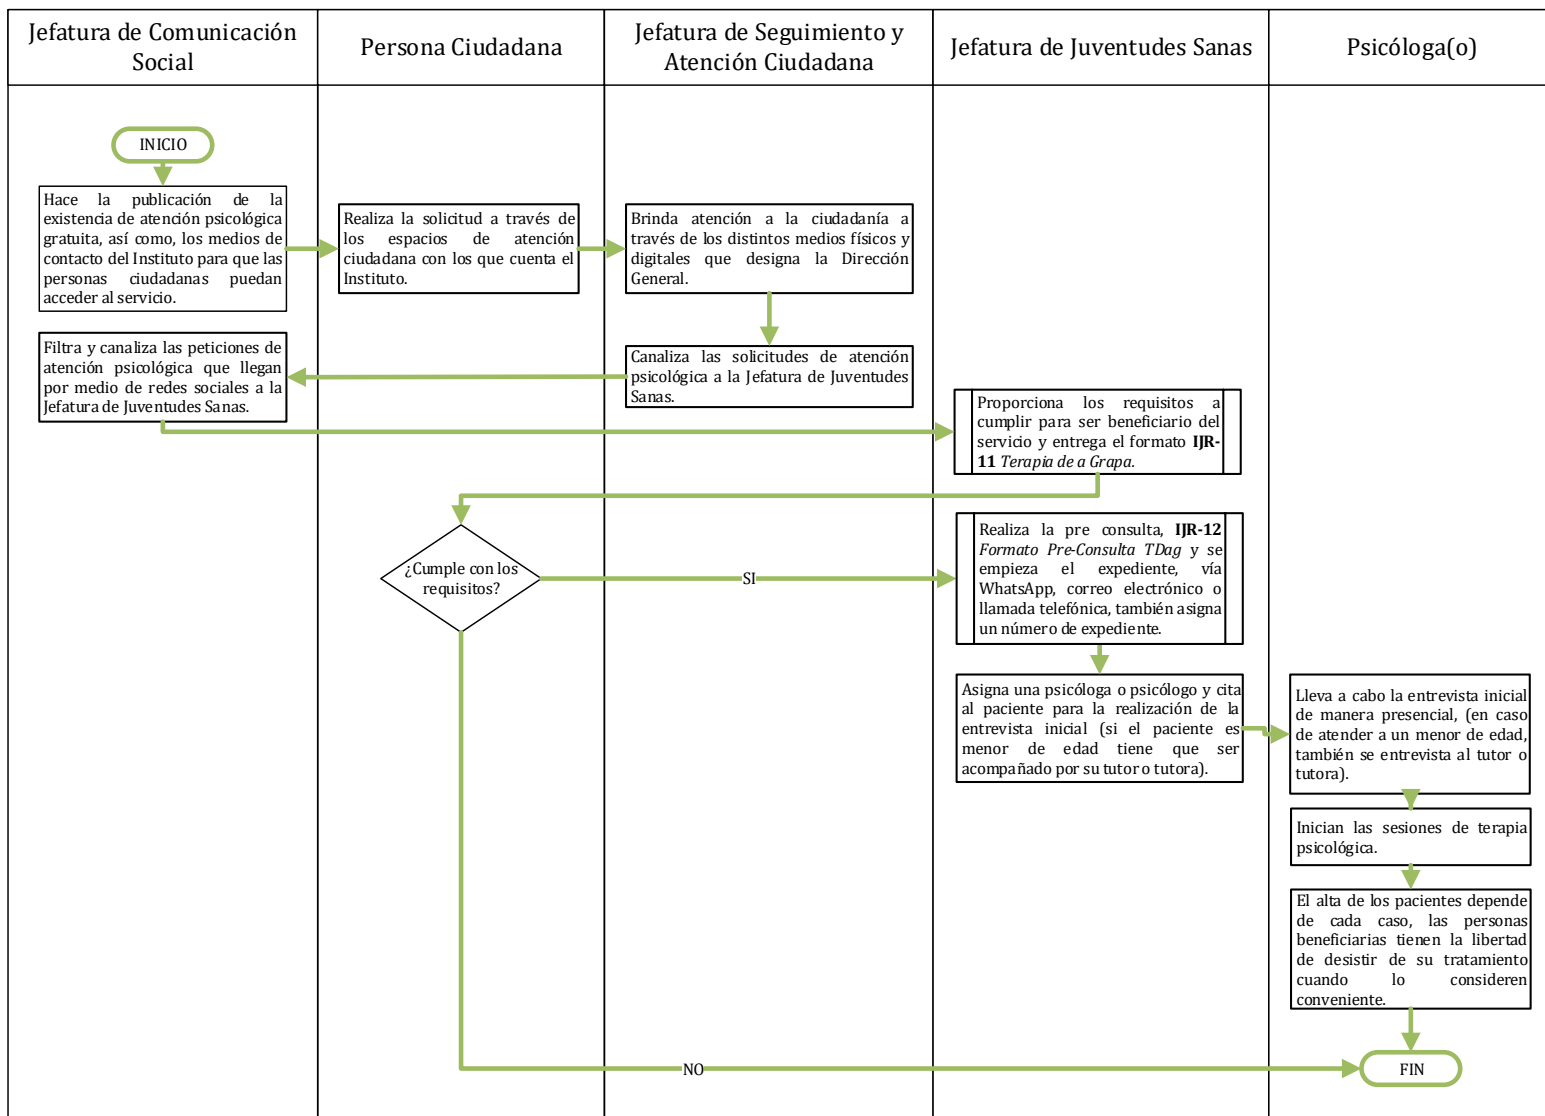 Jefatura de Comunicación
Social
Persona Ciudadana
Jefatura de Seguimiento y
Atención Ciudadana
Jefatura de Juventudes Sanas
Psicóloga(o)
INICIO
Hace la publicación de la
existencia de atención psicológica
gratuita, así como, los medios de
contacto del Instituto para que las
personas ciudadanas puedan
acceder al servicio.
Realiza la solicitud a través de
los espacios de atención
ciudadana con los que cuenta el
Instituto.
Brinda atención a la ciudadanía a
través de los distintos medios físicos y
digitales que designa la Dirección
General.
Canaliza las solicitudes de atención
psicológica a la Jefatura de Juventudes
Sanas.
Filtra y canaliza las peticiones de
atención psicológica que llegan
por medio de redes sociales a la
Jefatura de Juventudes Sanas.
Proporciona los requisitos a
cumplir para ser beneficiario del
servicio y entrega el formato IJR-
11 Terapia de a Grapa.
¿Cumple con los
requisitos?
SI
Realiza la pre consulta, IJR-12
Formato Pre-Consulta TDag y se
empieza el expediente, vía
WhatsApp, correo electrónico o
llamada telefónica, también asigna
un número de expediente.
Asigna una psicóloga o psicólogo y cita
al paciente para la realización de la
entrevista inicial (si el paciente es
menor de edad tiene que ser
acompañado por su tutor o tutora).
Lleva a cabo la entrevista inicial
de manera presencial, (en caso
de atender a un menor de edad,
también se entrevista al tutor o
tutora).
Inician las sesiones de terapia
psicológica.
El alta de los pacientes depende
de cada caso, las personas
beneficiarias tienen la libertad
de desistir de su tratamiento
cuando lo consideren
conveniente.
NO
FIN